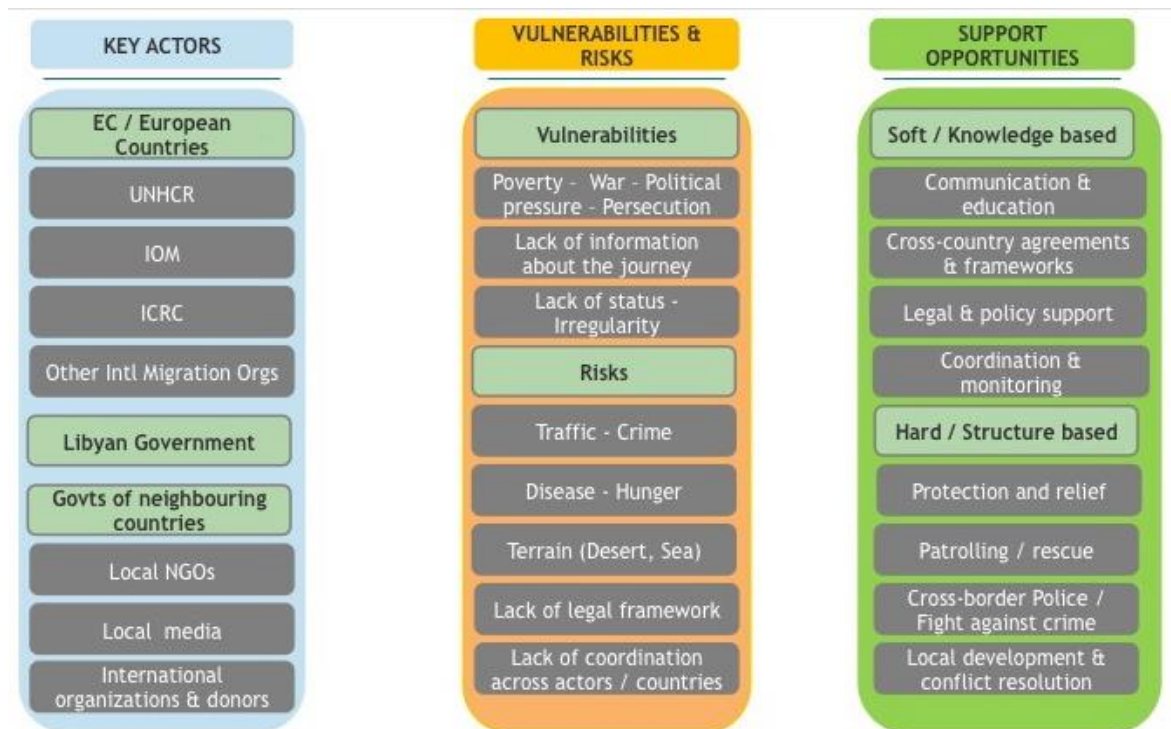 KEY ACTORS
EC / European
Countries
UNHCR
IOM
ICRC
Other Intl Migration Orgs
Libyan Government
Govts of neighbouring
countries
Local NGOs
Local media
International
organizations & donors
VULNERABILITIES &
RISKS
Vulnerabilities
Poverty - War - Political
pressure - Persecution
Lack of information
about the journey
Lack of status -
Irregularity
Risks
Traffic - Crime
Disease - Hunger
Terrain (Desert, Sea)
Lack of legal framework
Lack of coordination
across actors / countries
SUPPORT
OPPORTUNITIES
Soft / Knowledge based
Communication &
education
Cross-country agreements
& frameworks
Legal & policy support
Coordination &
monitoring
Hard / Structure based
Protection and relief
Patrolling / rescue
Cross-border Police /
Fight against crime
Local development &
conflict resolution